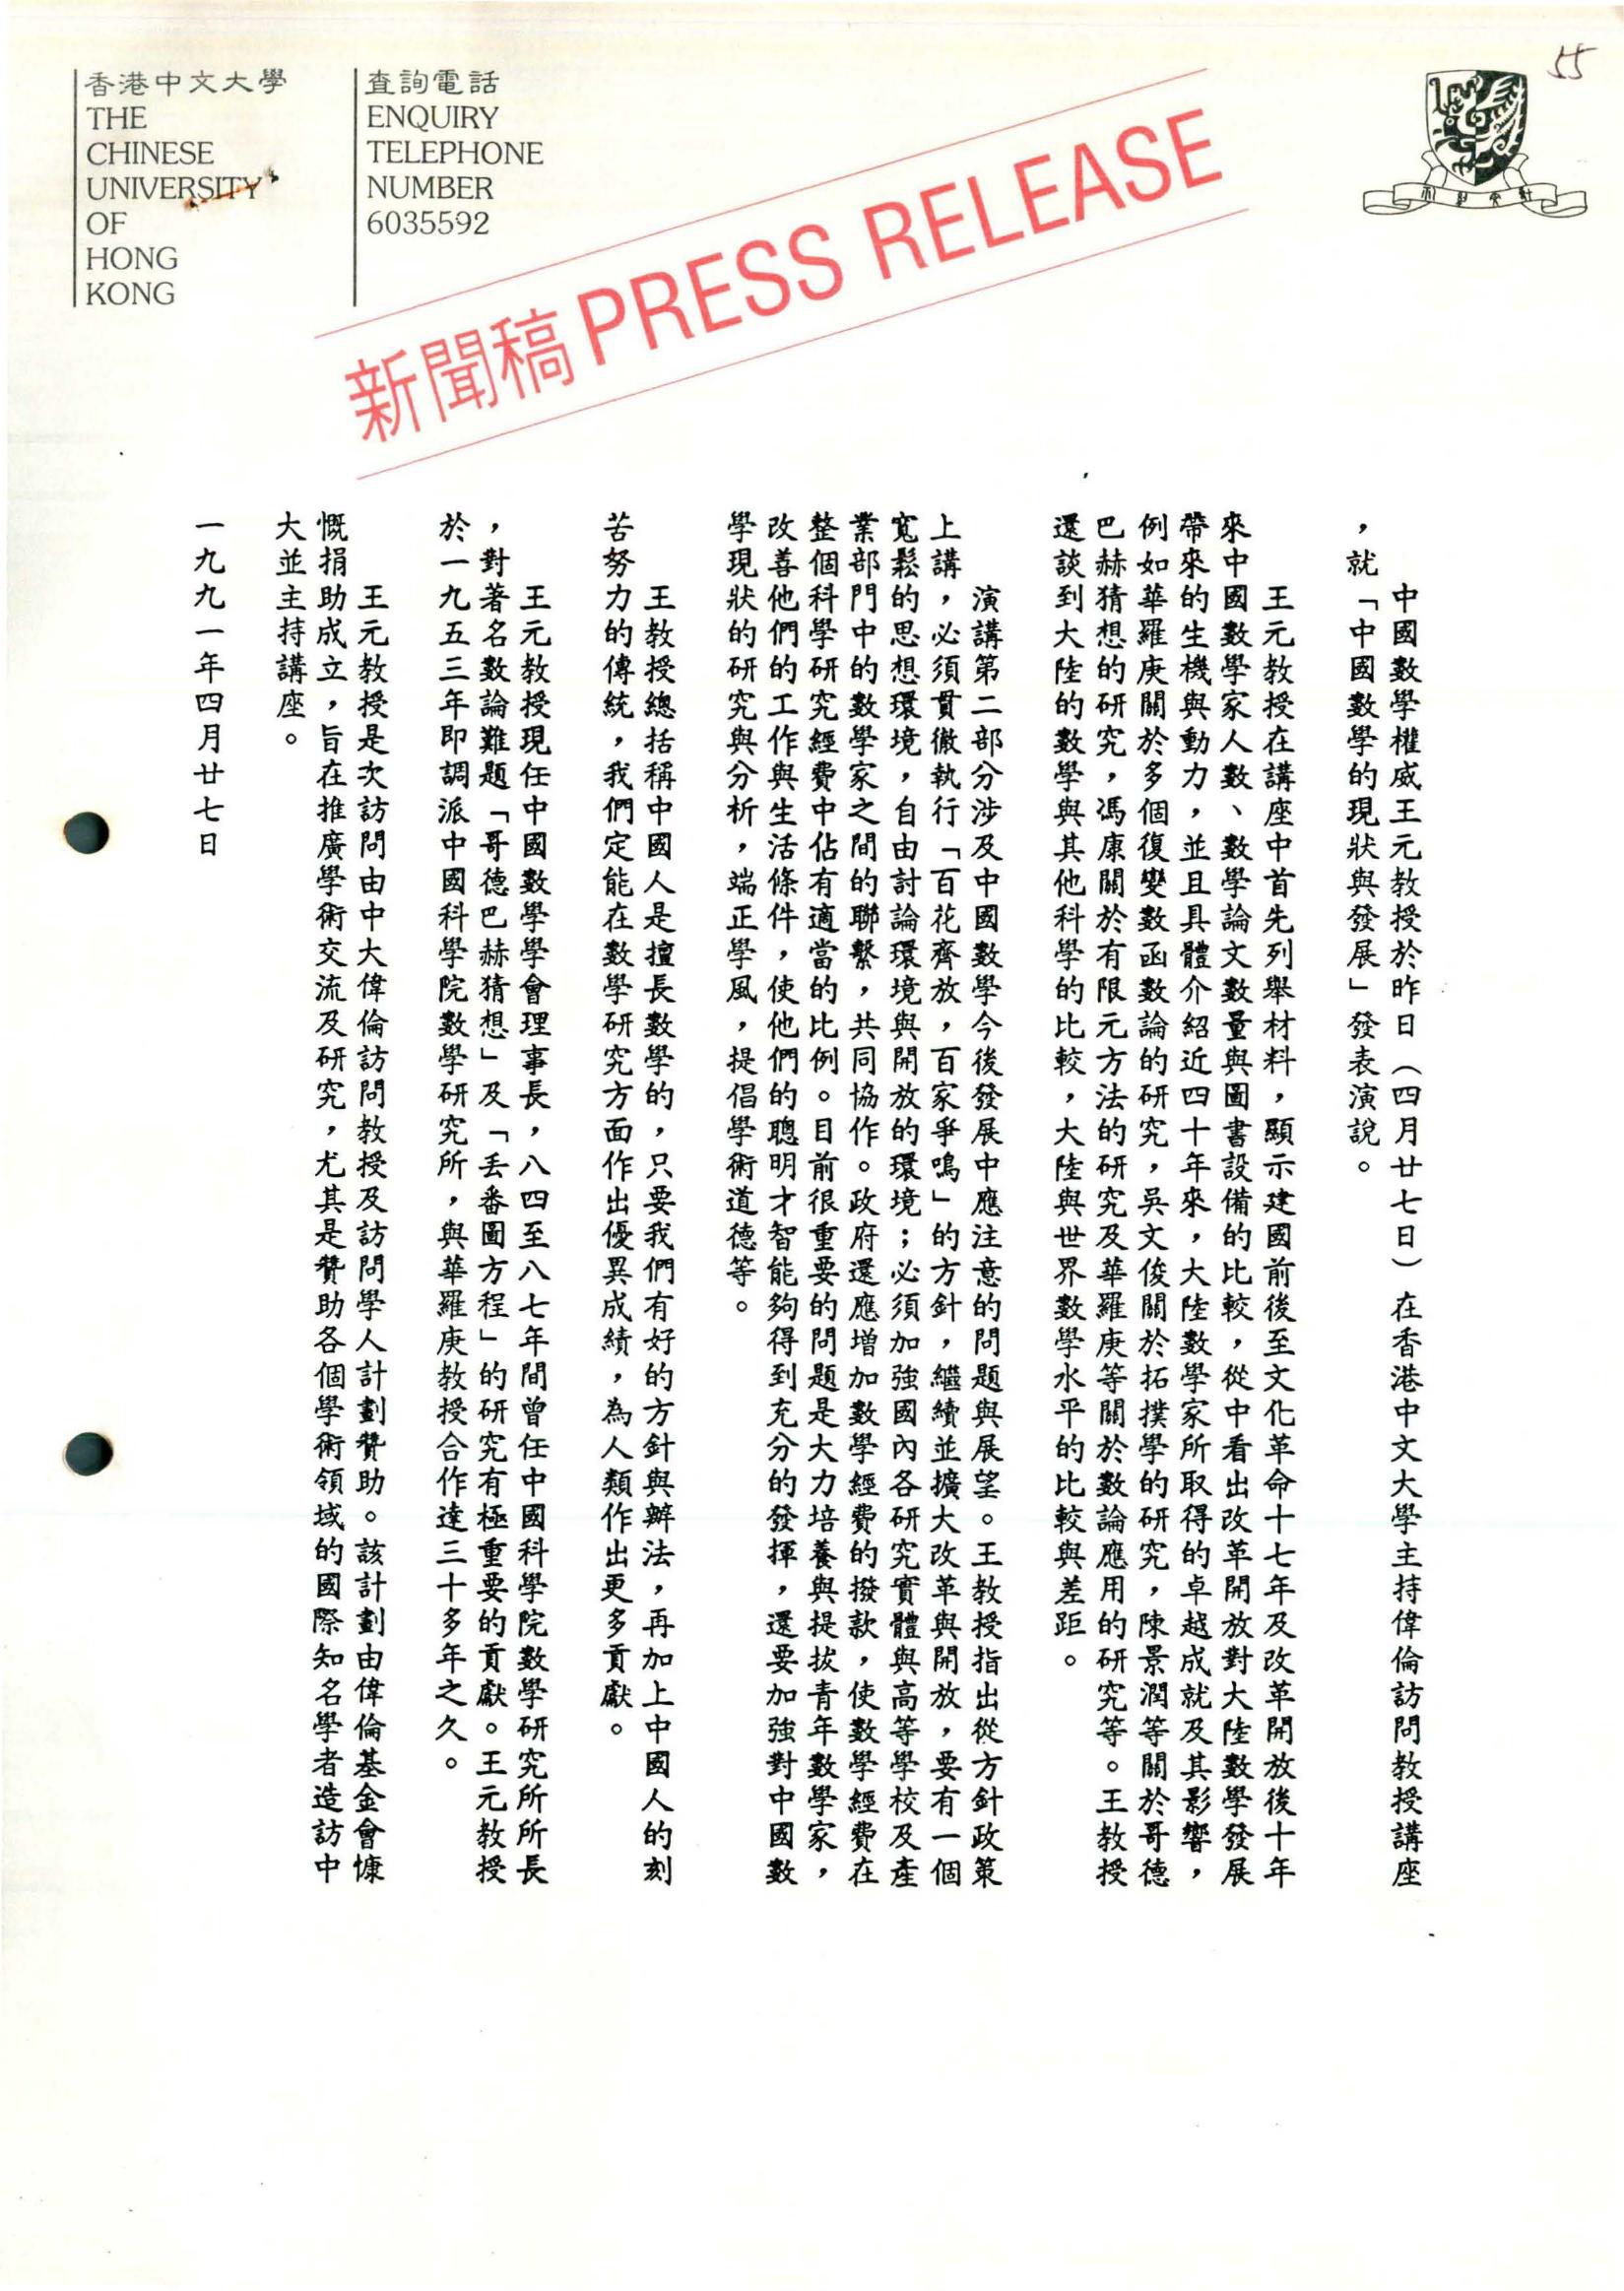 香港中文大學
THE
CHINESE
UNIVERSITY
OF
HONG
KONG
查詢電話
ENQUIRY
TELEPHONE
NUMBER
6035592
新聞稿 PRESS RELEASE
55
中國數學權威王元教授於昨日（四月廿七日）在香港中文大學主持偉倫訪問教授講座
，就「中國數學的現狀與發展」發表演說。
王元教授在講座中首先列舉材料，顯示建國前後至文化革命十七年及改革開放後十年
來中國數學家人數、數學論文數量與圖書設備的比較，從中看出改革開放對大陸數學發展
帶來的生機與動力，並且具體介紹近四十年來，大陸數學家所取得的卓越成就及其影響，
例如華羅庚關於多個復變數函數論的研究，吳文俊關於拓撲學的研究，陳景潤等關於哥德
巴赫猜想的研究，馮康關於有限元方法的研究及華羅庚等關於數論應用的研究等。王教授
還談到大陸的數學與其他科學的比較，大陸與世界數學水平的比較與差距。
演講第二部分涉及中國數學今後發展中應注意的問題與展望。王教授指出從方針政策
上講，必須貫徹執行「百花齊放，百家爭鳴」的方針，繼續並擴大改革與開放，要有一個
寬鬆的思想環境，自由討論環境與開放的環境；必須加強國內各研究實體與高等學校及產
業部門中的數學家之間的聯繫，共同協作。政府還應增加數學經費的撥款，使數學經費在
整個科學研究經費中佔有適當的比例。目前很重要的問題是大力培養與提拔青年數學家，
改善他們的工作與生活條件，使他們的聰明才智能夠得到充分的發揮，還要加強對中國數
學現狀的研究與分析，端正學風，提倡學術道德等。
王教授總括稱中國人是擅長數學的，只要我們有好的方針與辦法，再加上中國人的刻
苦努力的傳統，我們定能在數學研究方面作出優異成績，為人類作出更多貢獻。
王元教授現任中國數學學會理事長，八四至八七年間曾任中國科學院數學研究所所長
，對著名數論難題「哥德巴赫猜想」及「丟番圖方程」的研究有極重要的貢獻。王元教授
於一九五三年即調派中國科學院數學研究所，與華羅庚教授合作達三十多年之久。
王元教授是次訪問由中大偉倫訪問教授及訪問學人計劃贊助。該計劃由偉倫基金會慷
慨捐助成立，旨在推廣學術交流及研究，尤其是贊助各個學術領域的國際知名學者造訪中
大並主持講座。
一九九一年四月廿七日